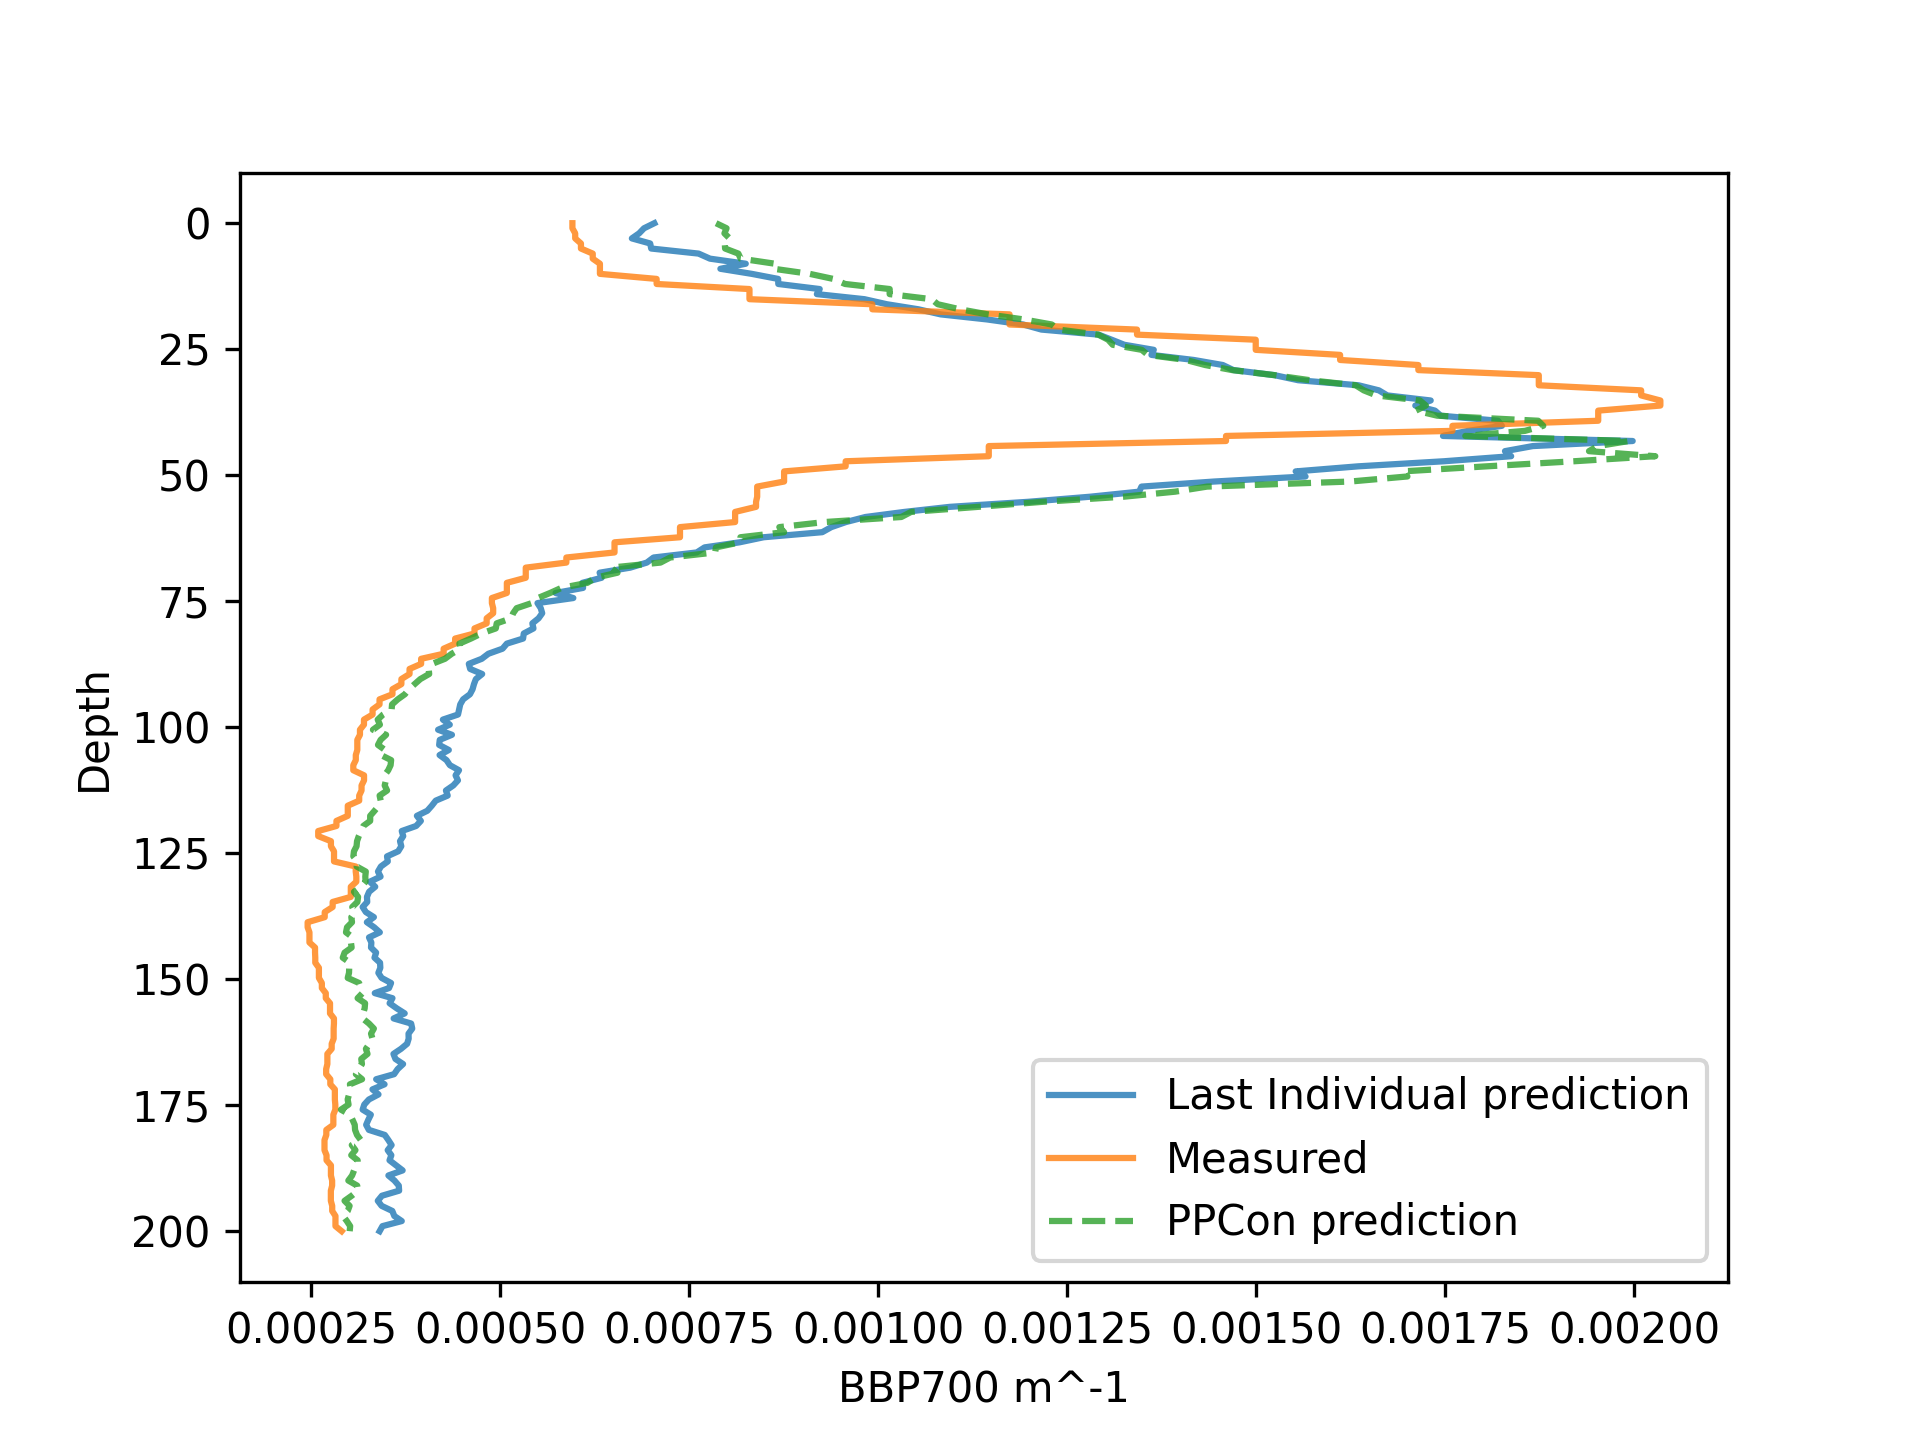 0
25
50
75
100
125
150
175
200
Depth
0.00025 0.00050 0.00075 0.00100 0.00125 0.00150 0.00175 0.00200
BBP700 m^-1
Last Individual prediction
Measured
PPCon prediction